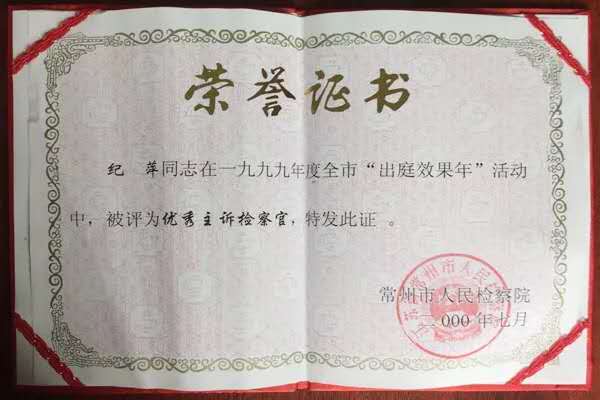 荣誉证书
纪 萍同志在一九九九年度全市“出庭效果年”活动
中，被评为优秀主诉检察官，特发此证 。
常州市人民检察院
二000 年七月